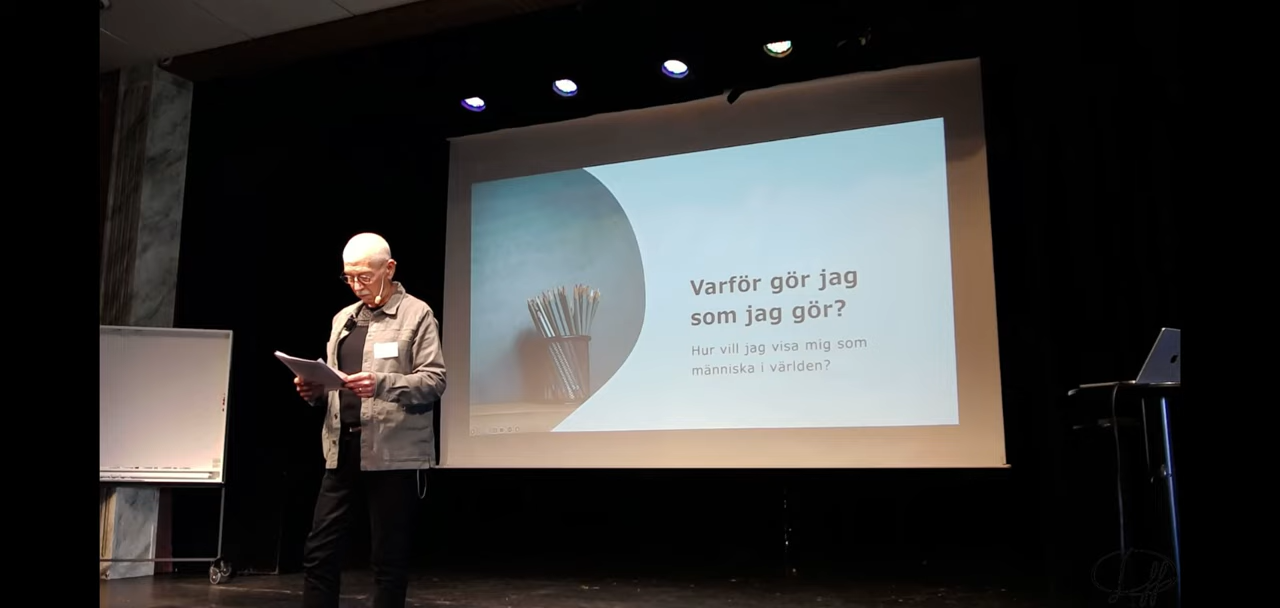 Varför gör jag
som jag gör?
Hur vill jag visa mig som
människa i världen?